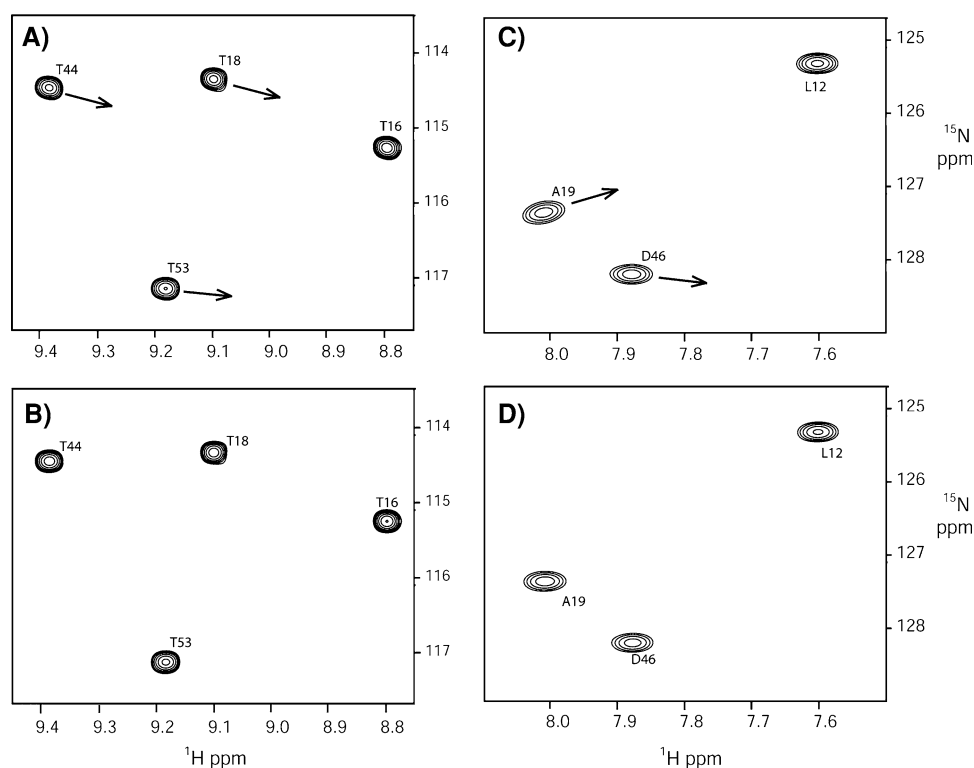 A)
T44
T18
T16
T53
114
115
116
117
9.4 9.3 9.2 9.1 9.0 8.9 8.8
C)
L12
A19
D46
125
126
127
128
15N
ppm
8.0 7.9 7.8 7.7 7.6
B)
T44
T18
T16
T53
114
115
116
117
9.4 9.3 9.2 9.1 9.0 8.9 8.8
1H ppm
D)
L12
A19
D46
125
126
127
128
15N
ppm
8.0 7.9 7.8 7.7 7.6
1H ppm